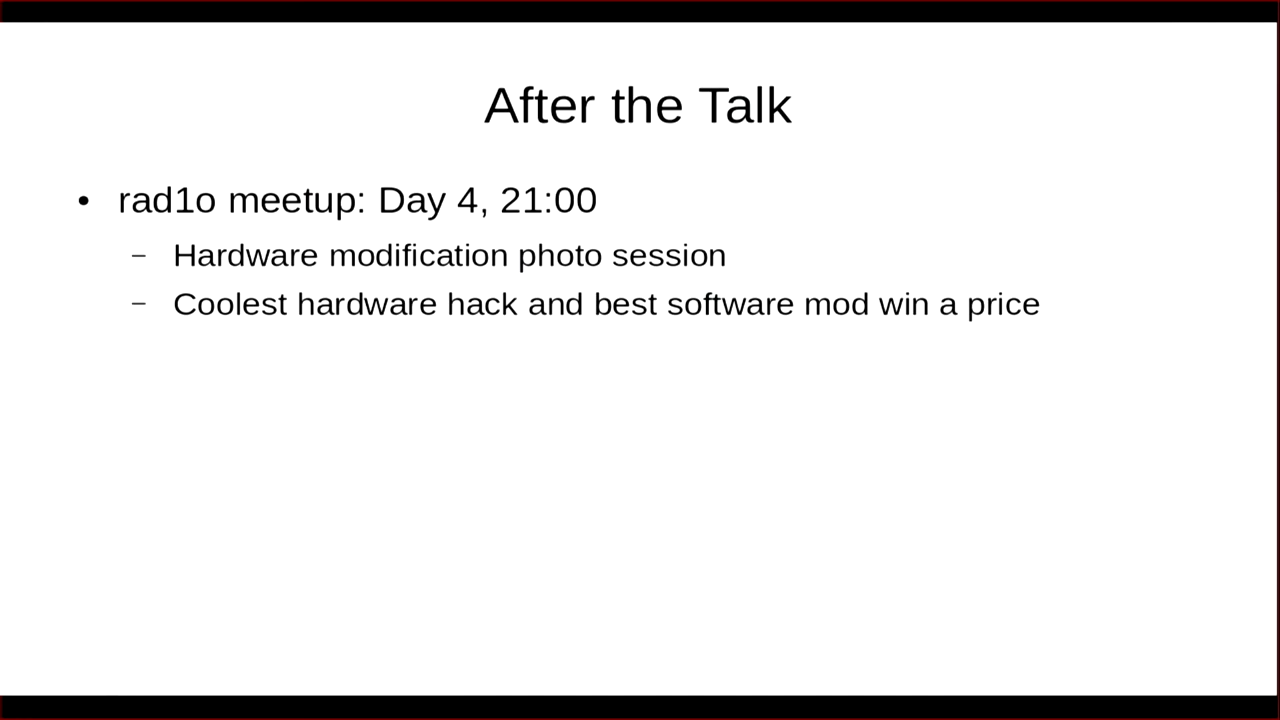 After the Talk
• rad1o meetup: Day 4, 21:00
– Hardware modification photo session
– Coolest hardware hack and best software mod win a price